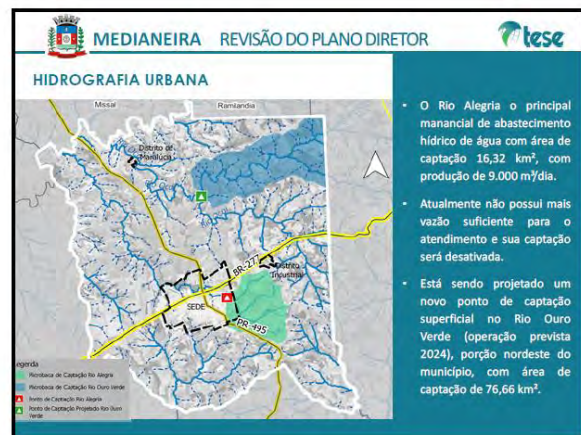 MEDIANEIRA REVISÃO DO PLANO DIRETOR
tese
HIDROGRAFIA URBANA
Missal
Ramilandia
Distrito de
Maralúcia
BR-277
Distrito
Industrial
SEDE
PR-495
Legenda
Microbacia de Captação Rio Alegria
Microbacia de Captação Rio Ouro Verde
Ponto de Captação Rio Alegria
Ponto de Captação Projetado Rio Ouro
Verde
• O Rio Alegria o principal
manancial de abastecimento
hídrico de água com área de
captação 16,32 km², com
produção de 9.000 m³/dia.
• Atualmente não possui mais
vazão suficiente para o
atendimento e sua captação
será desativada.
• Está sendo projetado um
novo ponto de captação
superficial no Rio Ouro
Verde (operação prevista
2024), porção nordeste do
município, com área de
captação de 76,66 km².